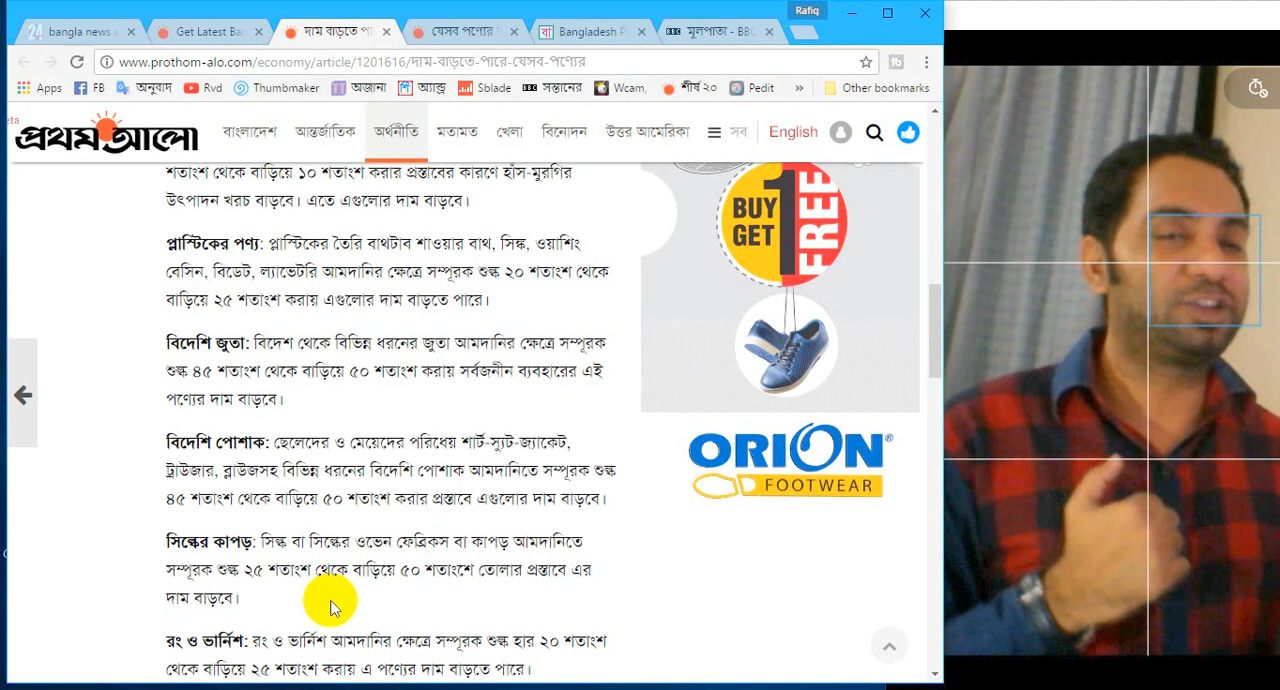 Rafiq
bangla news
Get Latest Ban
দাম বাড়তে পা
যেসব পণ্যের
Bangladesh P
মূলপাতা - BBC
www.prothom-alo.com/economy/article/1201616/দাম-বাড়তে-পারে-যেসব-পণ্যের
Apps FB অনুবাদ Rvd Thumbmaker অজানা অ্যান্ড্র Sblade সন্তানের Wcam, শীর্ষ ২০ Pedit » Other bookmarks
প্রথম আলো
বাংলাদেশ আন্তর্জাতিক অর্থনীতি মতামত খেলা বিনোদন উত্তর আমেরিকা সব English
শতাংশ থেকে বাড়িয়ে ১০ শতাংশ করার প্রস্তাবের কারণে হাঁস-মুরগির
উৎপাদন খরচ বাড়বে। এতে এগুলোর দাম বাড়বে।
প্লাস্টিকের পণ্য: প্লাস্টিকের তৈরি বাথটাব শাওয়ার বাথ, সিঙ্ক, ওয়াশিং
বেসিন, বিডেট, ল্যাভেটরি আমদানির ক্ষেত্রে সম্পূরক শুল্ক ২০ শতাংশ থেকে
বাড়িয়ে ২৫ শতাংশ করায় এগুলোর দাম বাড়তে পারে।
বিদেশি জুতা: বিদেশ থেকে বিভিন্ন ধরনের জুতা আমদানির ক্ষেত্রে সম্পূরক
শুল্ক ৪৫ শতাংশ থেকে বাড়িয়ে ৫০ শতাংশ করায় সর্বজনীন ব্যবহারের এই
পণ্যের দাম বাড়বে।
বিদেশি পোশাক: ছেলেদের ও মেয়েদের পরিধেয় শার্ট-স্যুট-জ্যাকেট,
ট্রাউজার, ব্লাউজসহ বিভিন্ন ধরনের বিদেশি পোশাক আমদানিতে সম্পূরক শুল্ক
৪৫ শতাংশ থেকে বাড়িয়ে ৫০ শতাংশ করার প্রস্তাবে এগুলোর দাম বাড়বে।
সিল্কের কাপড়: সিল্ক বা সিল্কের ওভেন ফেব্রিকস বা কাপড় আমদানিতে
সম্পূরক শুল্ক ২৫ শতাংশ থেকে বাড়িয়ে ৫০ শতাংশে তোলার প্রস্তাবে এর
দাম বাড়বে।
রং ও ভার্নিশ: রং ও ভার্নিশ আমদানির ক্ষেত্রে সম্পূরক শুল্ক হার ২০ শতাংশ
থেকে বাড়িয়ে ২৫ শতাংশ করায় এ পণ্যের দাম বাড়তে পারে।
BUY 1
GET FREE
ORION®
FOOTWEAR